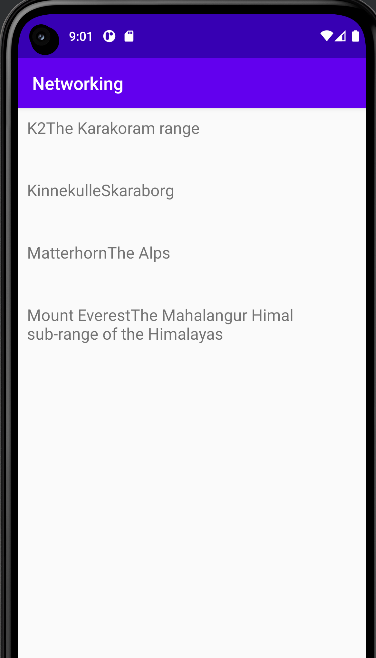 9:01
Networking
K2The Karakoram range
KinnekulleSkaraborg
MatterhornThe Alps
Mount EverestThe Mahalangur Himal
sub-range of the Himalayas